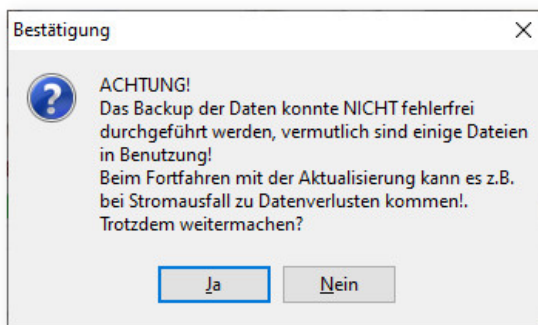 Bestätigung
ACHTUNG!
Das Backup der Daten konnte NICHT fehlerfrei
durchgeführt werden, vermutlich sind einige Dateien
in Benutzung!
Beim Fortfahren mit der Aktualisierung kann es z.B.
bei Stromausfall zu Datenverlusten kommen!.
Trotzdem weitermachen?
Ja
Nein